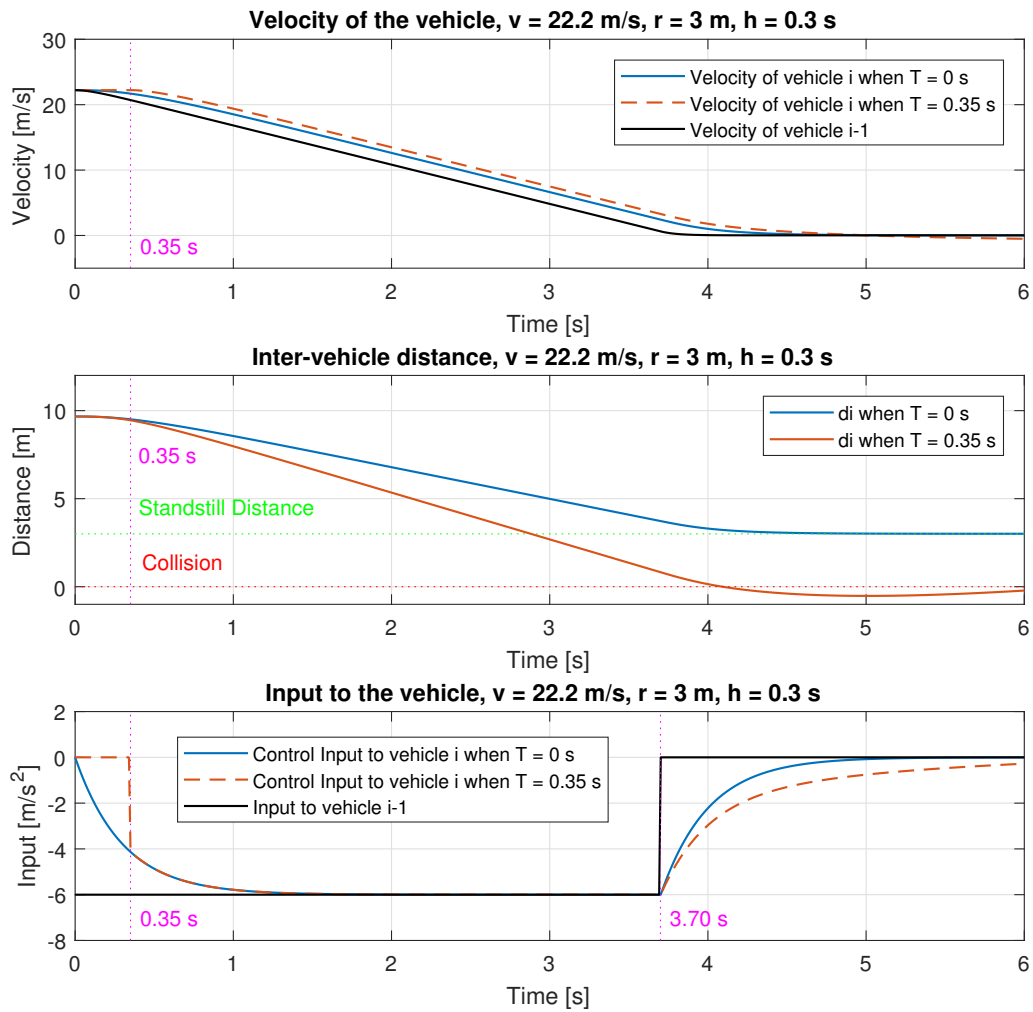 Velocity of the vehicle, v = 22.2 m/s, r = 3 m, h = 0.3 s
30
20
10
0
Velocity [m/s]
Velocity of vehicle i when T = 0 s
Velocity of vehicle i when T = 0.35 s
Velocity of vehicle i-1
0.35 s
0 1 2 3 4 5 6
Time [s]
Inter-vehicle distance, v = 22.2 m/s, r = 3 m, h = 0.3 s
10
5
0
Distance [m]
di when T = 0 s
di when T = 0.35 s
0.35 s
Standstill Distance
Collision
0 1 2 3 4 5 6
Time [s]
Input to the vehicle, v = 22.2 m/s, r = 3 m, h = 0.3 s
2
0
-2
-4
-6
-8
Input [m/s²]
Control Input to vehicle i when T = 0 s
Control Input to vehicle i when T = 0.35 s
Input to vehicle i-1
0.35 s
3.70 s
0 1 2 3 4 5 6
Time [s]